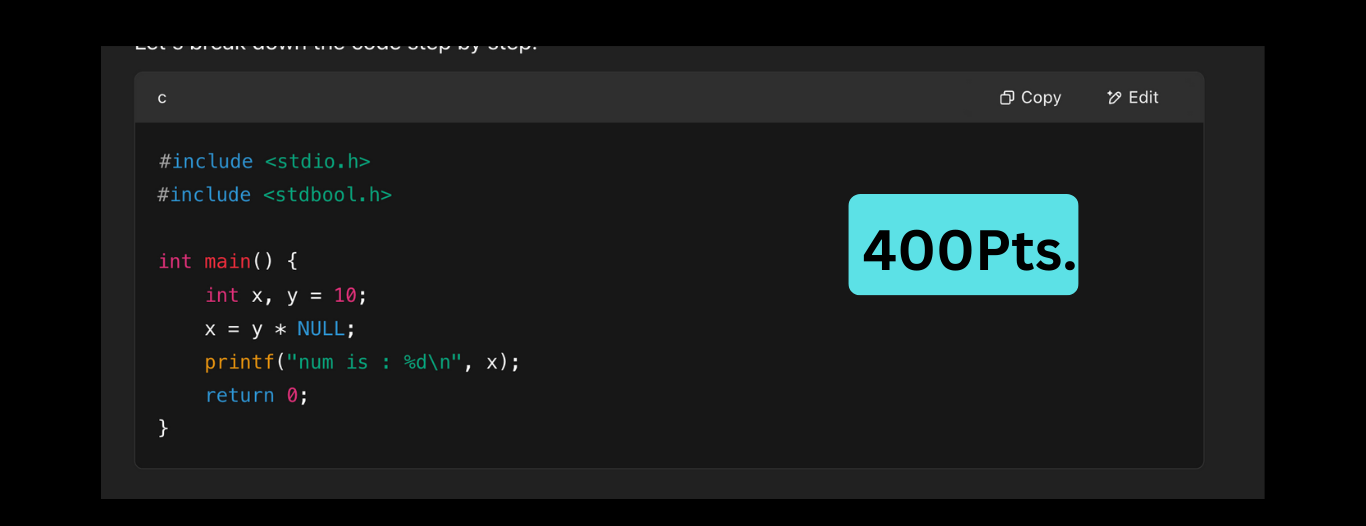 Let's break down the code step by step:
c
Copy
Edit
#include <stdio.h>
#include <stdbool.h>
400Pts.
int main() {
    int x, y = 10;
    x = y * NULL;
    printf("num is : %d\n", x);
    return 0;
}